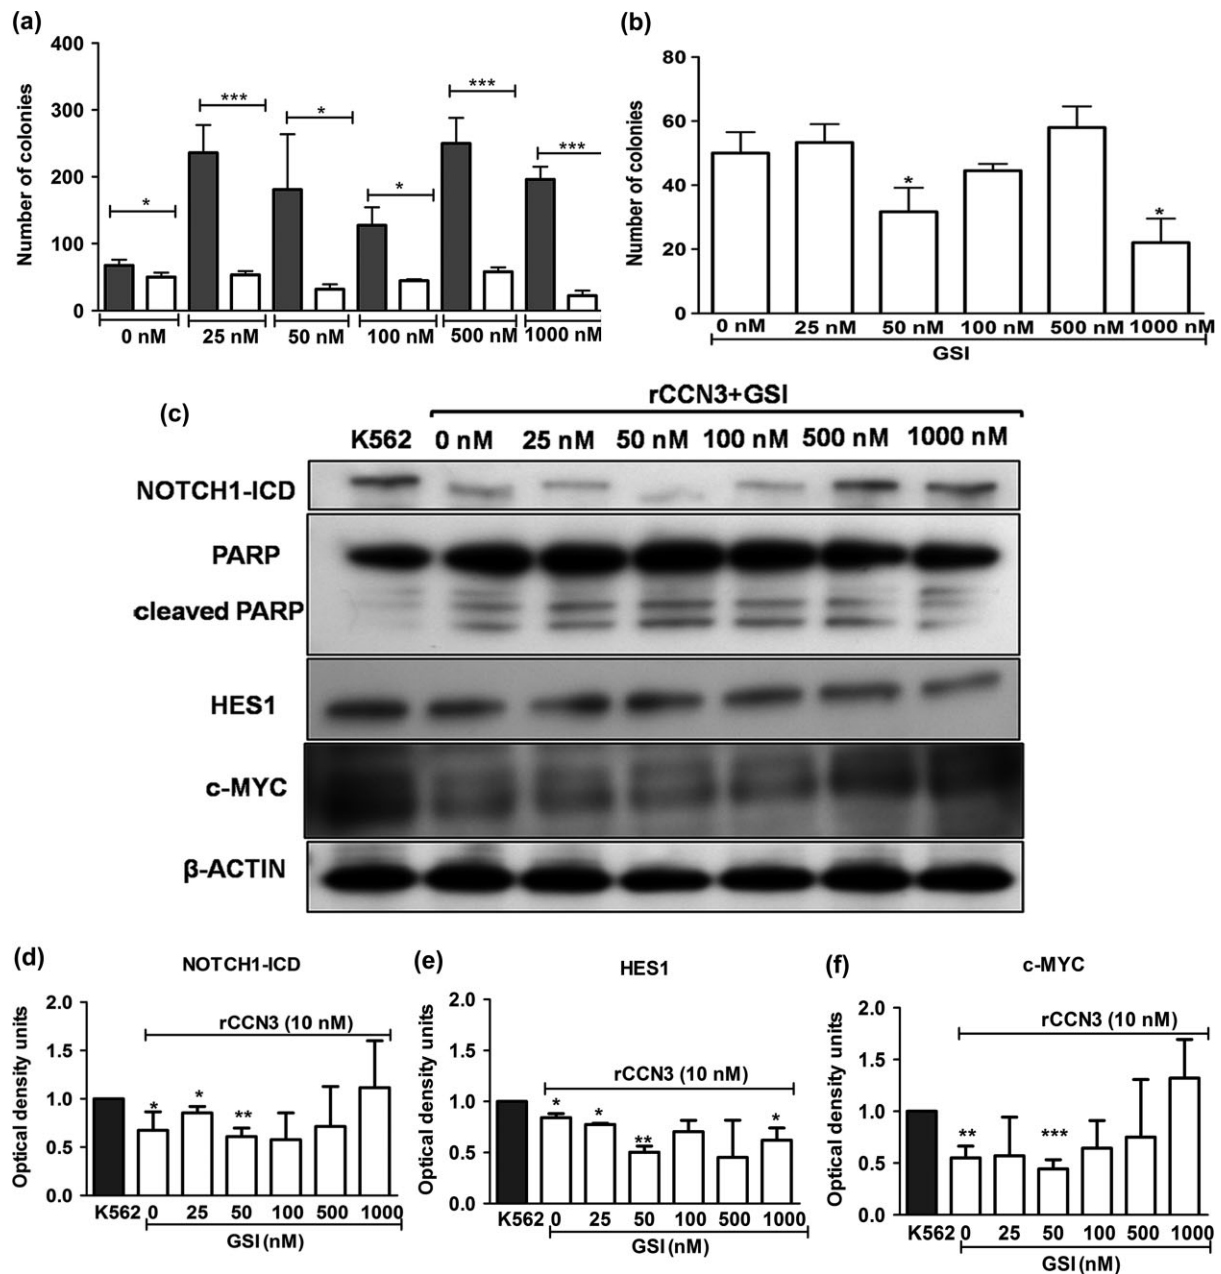 (a)
400
300
200
100
0
Number of colonies
*
***
*
*
***
***
0 nM
25 nM
50 nM
100 nM
500 nM
1000 nM
(b)
80
60
40
20
0
Number of colonies
*
*
0 nM
25 nM
50 nM
100 nM
500 nM
1000 nM
GSI
(c)
rCCN3+GSI
K562 0 nM 25 nM 50 nM 100 nM 500 nM 1000 nM
NOTCH1-ICD
PARP
cleaved PARP
HES1
c-MYC
β-ACTIN
(d)
NOTCH1-ICD
2.0
1.5
1.0
0.5
0.0
Optical density units
rCCN3 (10 nM)
*
*
**
K562 0 25 50 100 500 1000
GSI (nM)
(e)
HES1
2.0
1.5
1.0
0.5
0.0
Optical density units
rCCN3 (10 nM)
*
*
**
*
K562 0 25 50 100 500 1000
GSI (nM)
(f)
c-MYC
2.0
1.5
1.0
0.5
0.0
Optical density units
rCCN3 (10 nM)
**
***
K562 0 25 50 100 500 1000
GSI (nM)